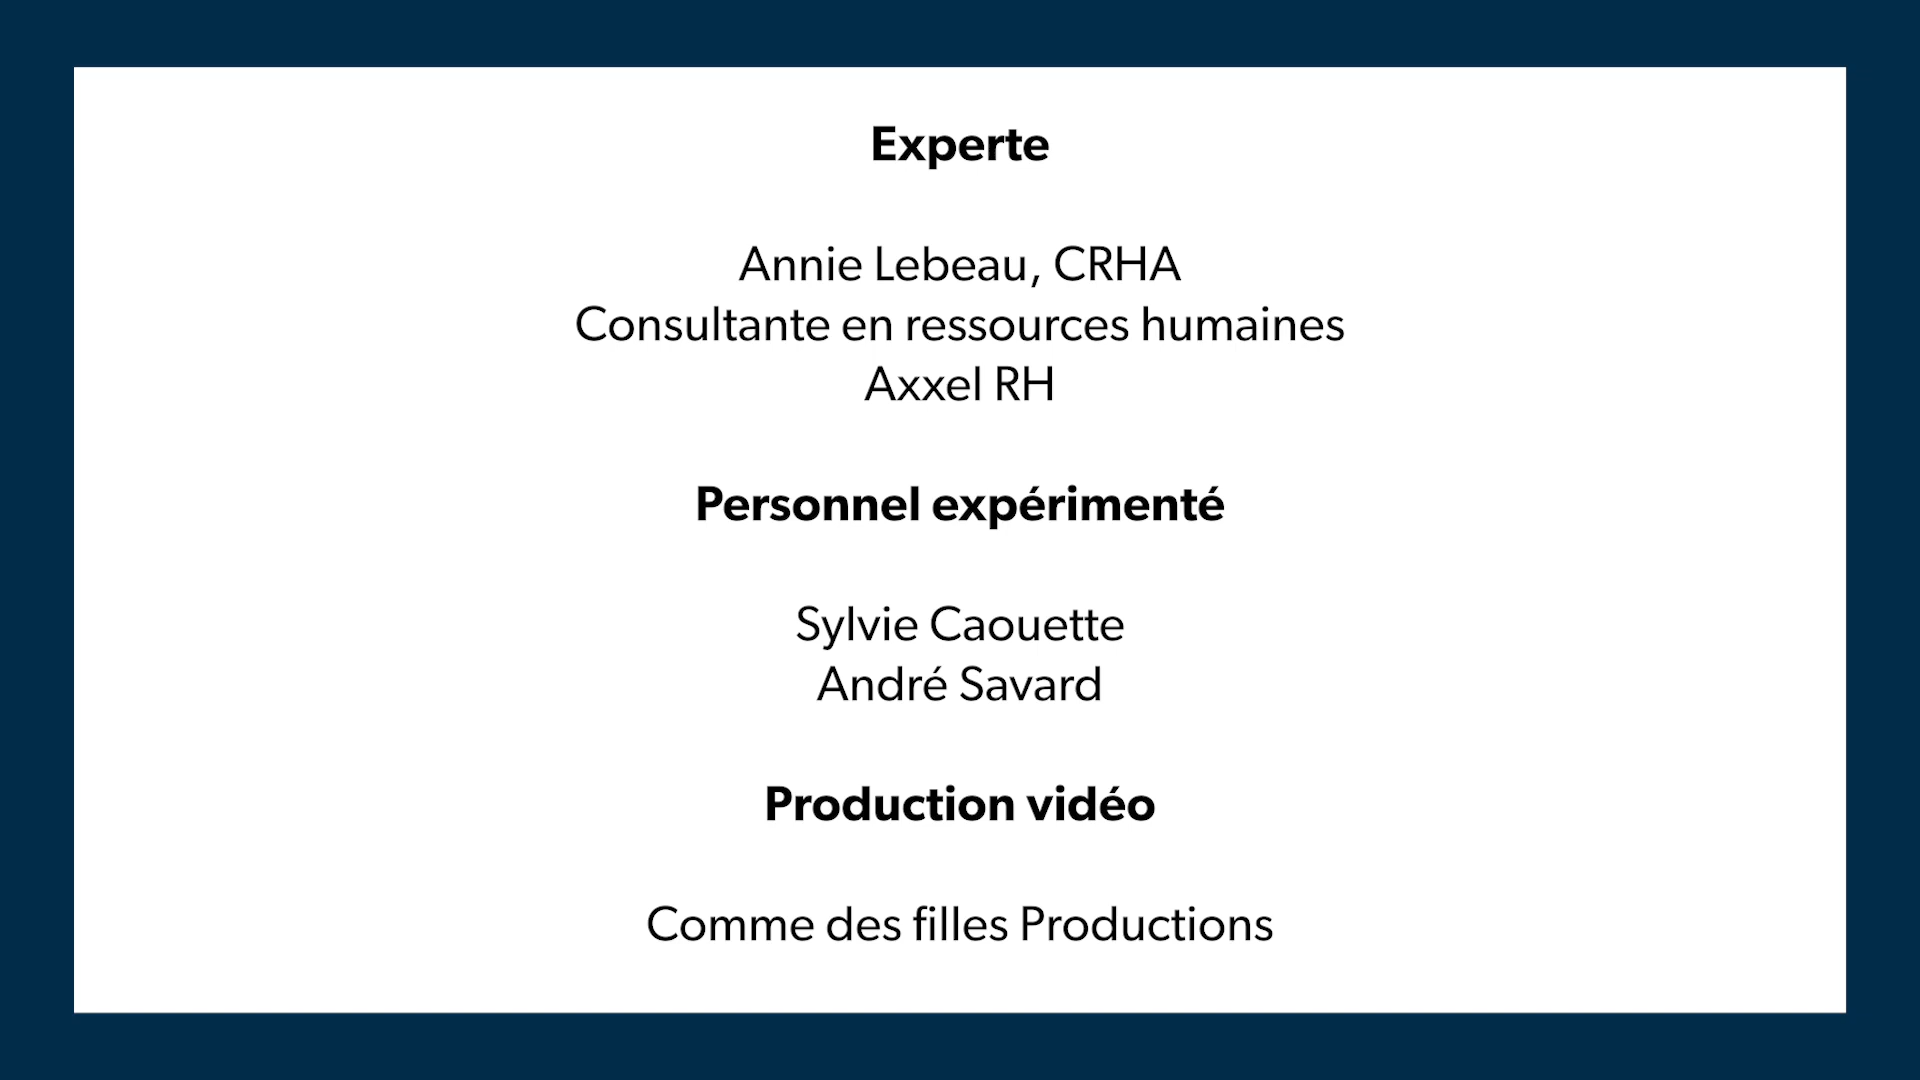 Experte
Annie Lebeau, CRHA
Consultante en ressources humaines
Axxel RH
Personnel expérimenté
Sylvie Caouette
André Savard
Production vidéo
Comme des filles Productions